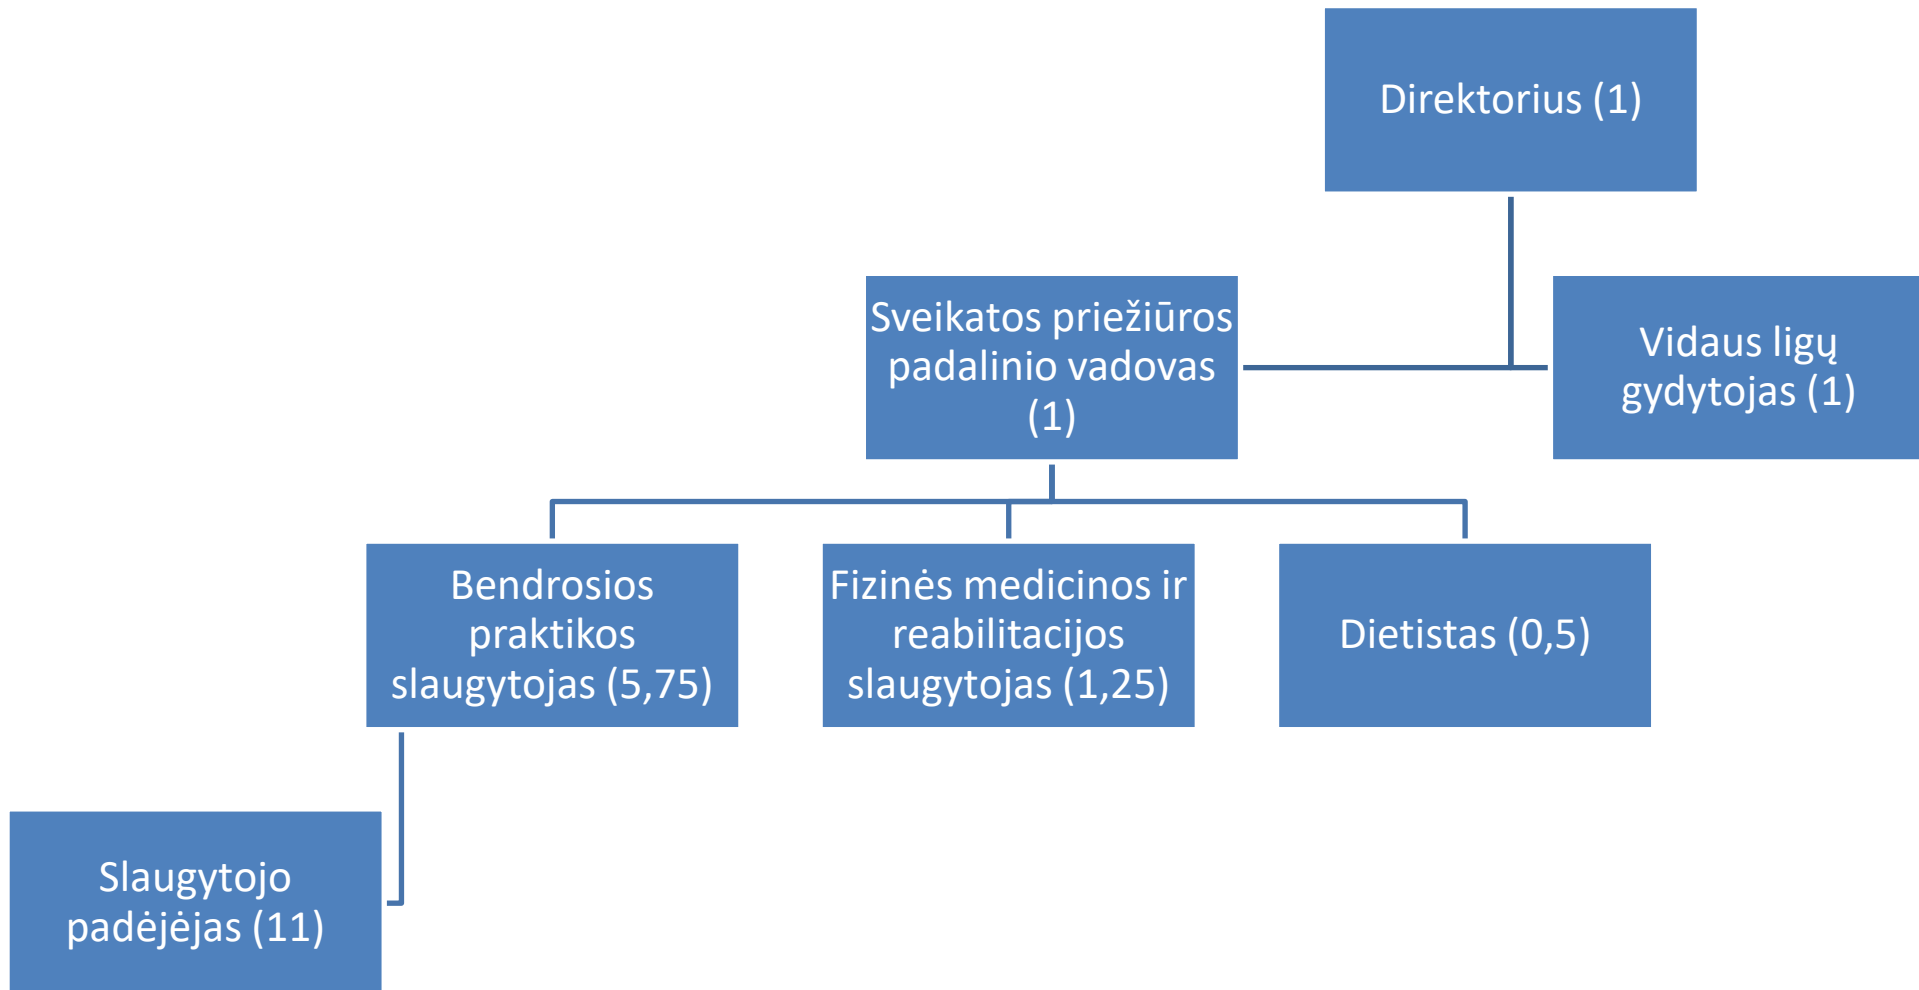 Direktorius (1)
Sveikatos priežiūros
padalinio vadovas
(1)
Vidaus ligų
gydytojas (1)
Bendrosios
praktikos
slaugytojas (5,75)
Fizinės medicinos ir
reabilitacijos
slaugytojas (1,25)
Dietistas (0,5)
Slaugytojo
padėjėjas (11)